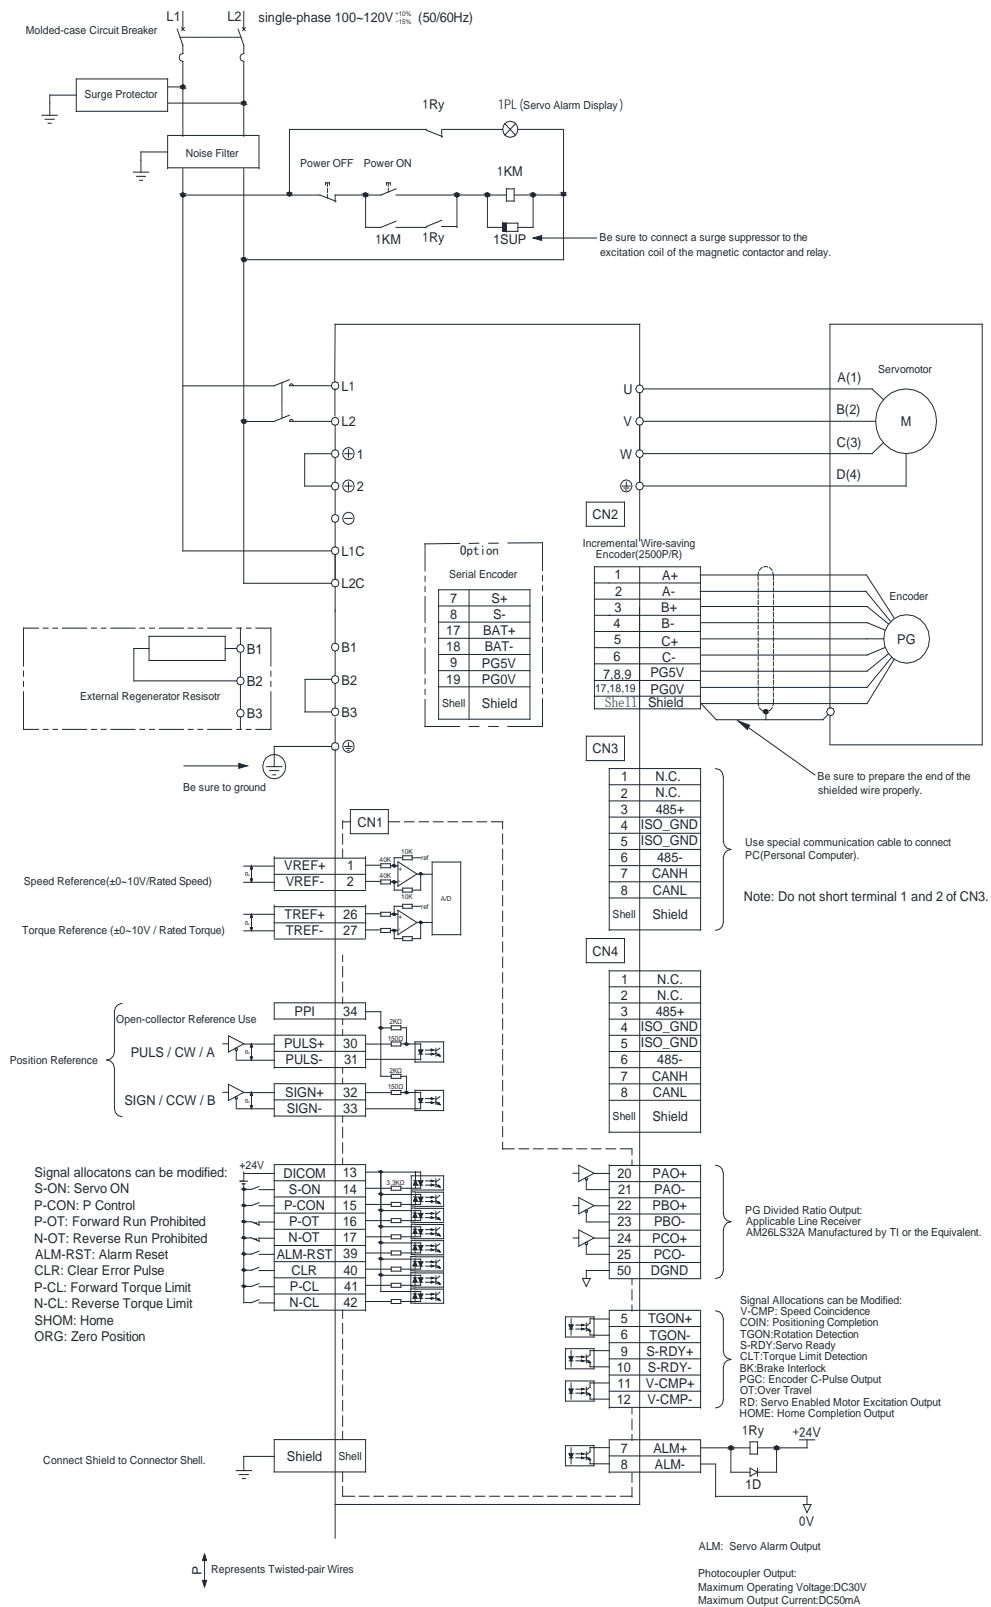 L1 L2 single-phase 100~120V +10% -15% (50/60Hz)
Molded-case Circuit Breaker
Surge Protector
Noise Filter
1Ry 1PL (Servo Alarm Display)
Power OFF Power ON 1KM
1KM 1Ry 1SUP
Be sure to connect a surge suppressor to the
excitation coil of the magnetic contactor and relay.
L1
L2
1
2
L1C
L2C
B1
B2
B3
B1
B2
B3
External Regenerator Resisotr
Be sure to ground
U
V
W
A(1)
B(2)
C(3)
D(4)
Servomotor
M
CN2
Incremental Wire-saving
Encoder(2500P/R)
1 A+
2 A-
3 B+
4 B-
5 C+
6 C-
7,8,9 PG5V
17,18,19 PG0V
Shell Shield
Encoder
PG
Option
Serial Encoder
7 S+
8 S-
17 BAT+
18 BAT-
9 PG5V
19 PG0V
Shell Shield
Be sure to prepare the end of the
shielded wire properly.
CN3
1 N.C.
2 N.C.
3 485+
4 ISO_GND
5 ISO_GND
6 485-
7 CANH
8 CANL
Shell Shield
Use special communication cable to connect
PC(Personal Computer).
Note: Do not short terminal 1 and 2 of CN3.
CN4
1 N.C.
2 N.C.
3 485+
4 ISO_GND
5 ISO_GND
6 485-
7 CANH
8 CANL
Shell Shield
CN1
Speed Reference(±0~10V/Rated Speed)
P
VREF+ 1
VREF- 2
40K
40K
10K
10K
ref
A/D
Torque Reference (±0~10V / Rated Torque)
P
TREF+ 26
TREF- 27
ref
Position Reference
Open-collector Reference Use
PPI 34
PULS / CW / A
P
PULS+ 30
PULS- 31
2KΩ
150Ω
SIGN / CCW / B
P
SIGN+ 32
SIGN- 33
2KΩ
150Ω
Signal allocatons can be modified:
S-ON: Servo ON
P-CON: P Control
P-OT: Forward Run Prohibited
N-OT: Reverse Run Prohibited
ALM-RST: Alarm Reset
CLR: Clear Error Pulse
P-CL: Forward Torque Limit
N-CL: Reverse Torque Limit
SHOM: Home
ORG: Zero Position
+24V
DICOM 13
S-ON 14
P-CON 15
P-OT 16
N-OT 17
ALM-RST 39
CLR 40
P-CL 41
N-CL 42
3.3KΩ
20 PAO+
21 PAO-
22 PBO+
23 PBO-
24 PCO+
25 PCO-
50 DGND
PG Divided Ratio Output:
Applicable Line Receiver
AM26LS32A Manufactured by TI or the Equivalent.
5 TGON+
6 TGON-
9 S-RDY+
10 S-RDY-
11 V-CMP+
12 V-CMP-
Signal Allocations can be Modified:
V-CMP: Speed Coincidence
COIN: Positioning Completion
TGON:Rotation Detection
S-RDY:Servo Ready
CLT:Torque Limit Detection
BK:Brake Interlock
PGC: Encoder C-Pulse Output
OT:Over Travel
RD: Servo Enabled Motor Excitation Output
HOME: Home Completion Output
7 ALM+
8 ALM-
1Ry
+24V
1D
0V
Connect Shield to Connector Shell.
Shield Shell
ALM: Servo Alarm Output
P Represents Twisted-pair Wires
Photocoupler Output:
Maximum Operating Voltage:DC30V
Maximum Output Current:DC50mA